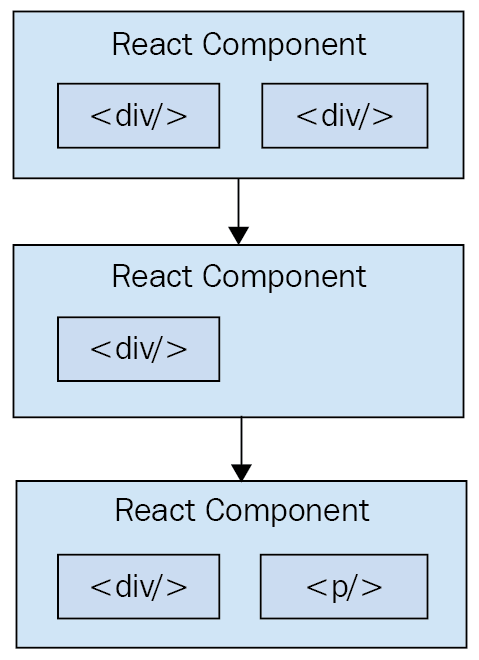 React Component
<div/> <div/>
React Component
<div/>
React Component
<div/> <p/>